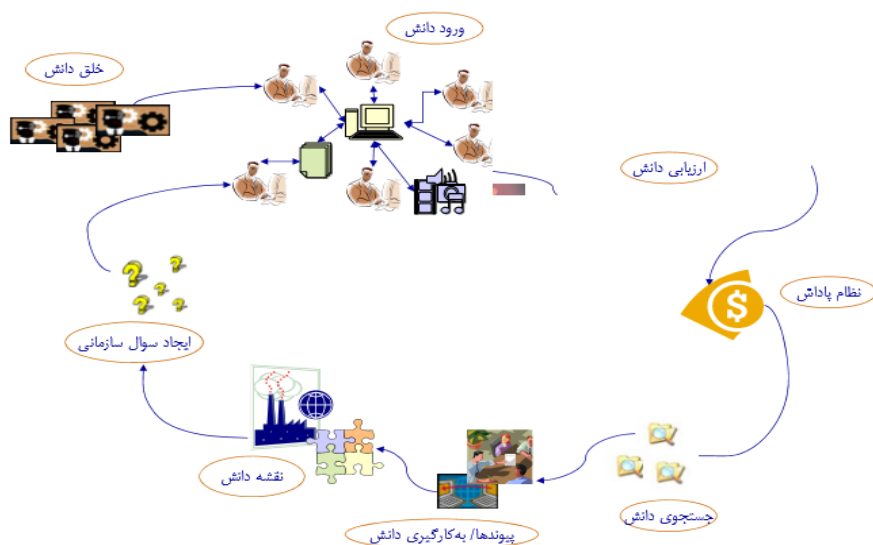 ورود دانش
خلق دانش
ارزیابی دانش
نظام پاداش
ایجاد سوال سازمانی
نقشه دانش
جستجوی دانش
پیوندها/ به‌کارگیری دانش